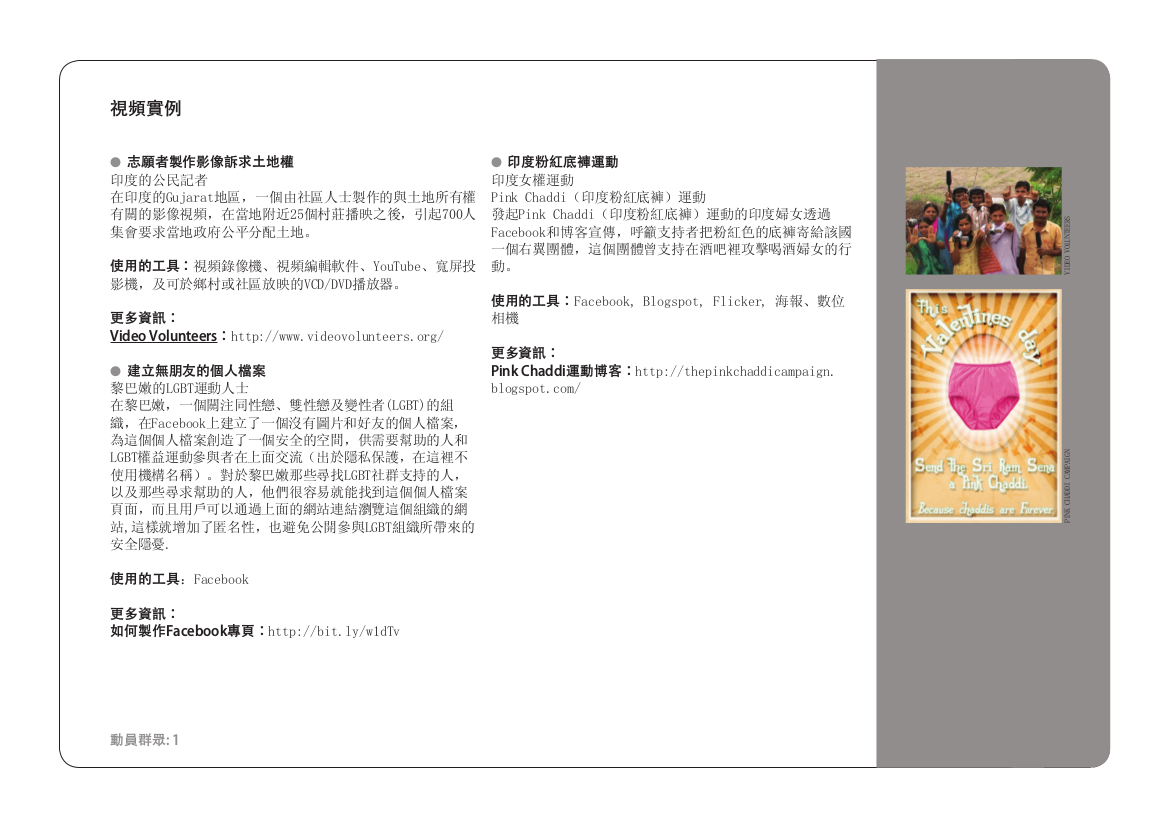 視頻實例
● 志願者製作影像訴求土地權
印度的公民記者
在印度的Gujarat地區，一個由社區人士製作的與土地所有權
有關的影像視頻，在當地附近25個村莊播映之後，引起700人
集會要求當地政府公平分配土地。
使用的工具：視頻錄像機、視頻編輯軟件、YouTube、寬屏投
影機，及可於鄉村或社區放映的VCD/DVD播放器。
更多資訊：
Video Volunteers：http://www.videovolunteers.org/
● 建立無朋友的個人檔案
黎巴嫩的LGBT運動人士
在黎巴嫩，一個關注同性戀、雙性戀及變性者(LGBT)的組
織，在Facebook上建立了一個沒有圖片和好友的個人檔案，
為這個個人檔案創造了一個安全的空間，供需要幫助的人和
LGBT權益運動參與者在上面交流（出於隱私保護，在這裡不
使用機構名稱）。對於黎巴嫩那些尋找LGBT社群支持的人，
以及那些尋求幫助的人，他們很容易就能找到這個個人檔案
頁面，而且用戶可以通過上面的網站連結瀏覽這個組織的網
站,這樣就增加了匿名性，也避免公開參與LGBT組織所帶來的
安全隱憂.
使用的工具：Facebook
更多資訊：
如何製作Facebook專頁：http://bit.ly/w1dTv
● 印度粉紅底褲運動
印度女權運動
Pink Chaddi（印度粉紅底褲）運動
發起Pink Chaddi（印度粉紅底褲）運動的印度婦女透過
Facebook和博客宣傳，呼籲支持者把粉紅色的底褲寄給該國
一個右翼團體，這個團體曾支持在酒吧裡攻擊喝酒婦女的行
動。
使用的工具：Facebook, Blogspot, Flicker, 海報、數位
相機
更多資訊：
Pink Chaddi運動博客：http://thepinkchaddicampaign.
blogspot.com/
VIDEO VOLUNTEERS
This
Valentines day
Send The Sri Ram Sena
a Pink Chaddi.
Because chaddis are Forever.
PINK CHADDI CAMPAIGN
動員群眾: 1